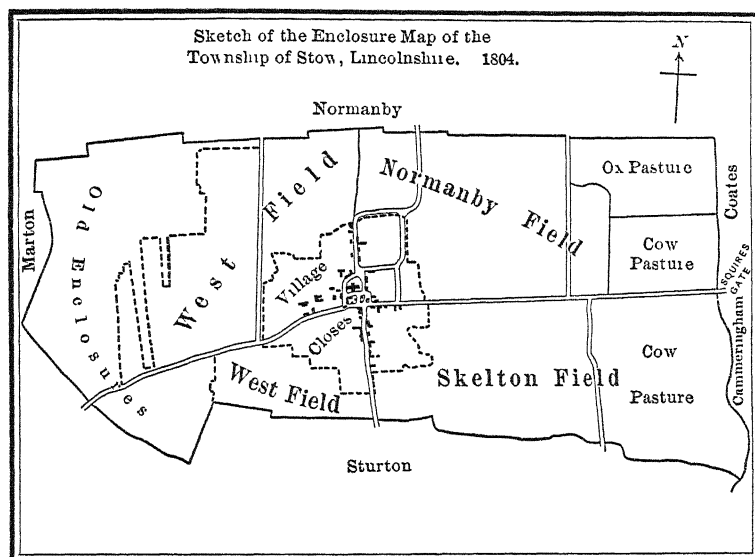 Sketch of the Enclosure Map of the
Township of Stow, Lincolnshire. 1804.
N
Normanby
Marton
Old Enclosures
West Field
Normanby Field
Ox Pasture
Coates
Cow
Pasture
SQUIRES
GATE
Village
Closes
West Field
Skelton Field
Cow
Pasture
Cammeringham
Sturton